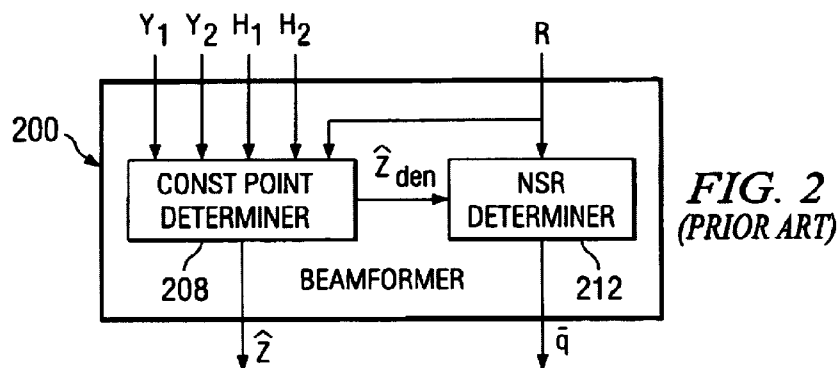 Y1 Y2 H1 H2 R
200
CONST POINT DETERMINER
Ẑden
NSR DETERMINER
208
BEAMFORMER
212
Ẑ
q̄
FIG. 2
(PRIOR ART)